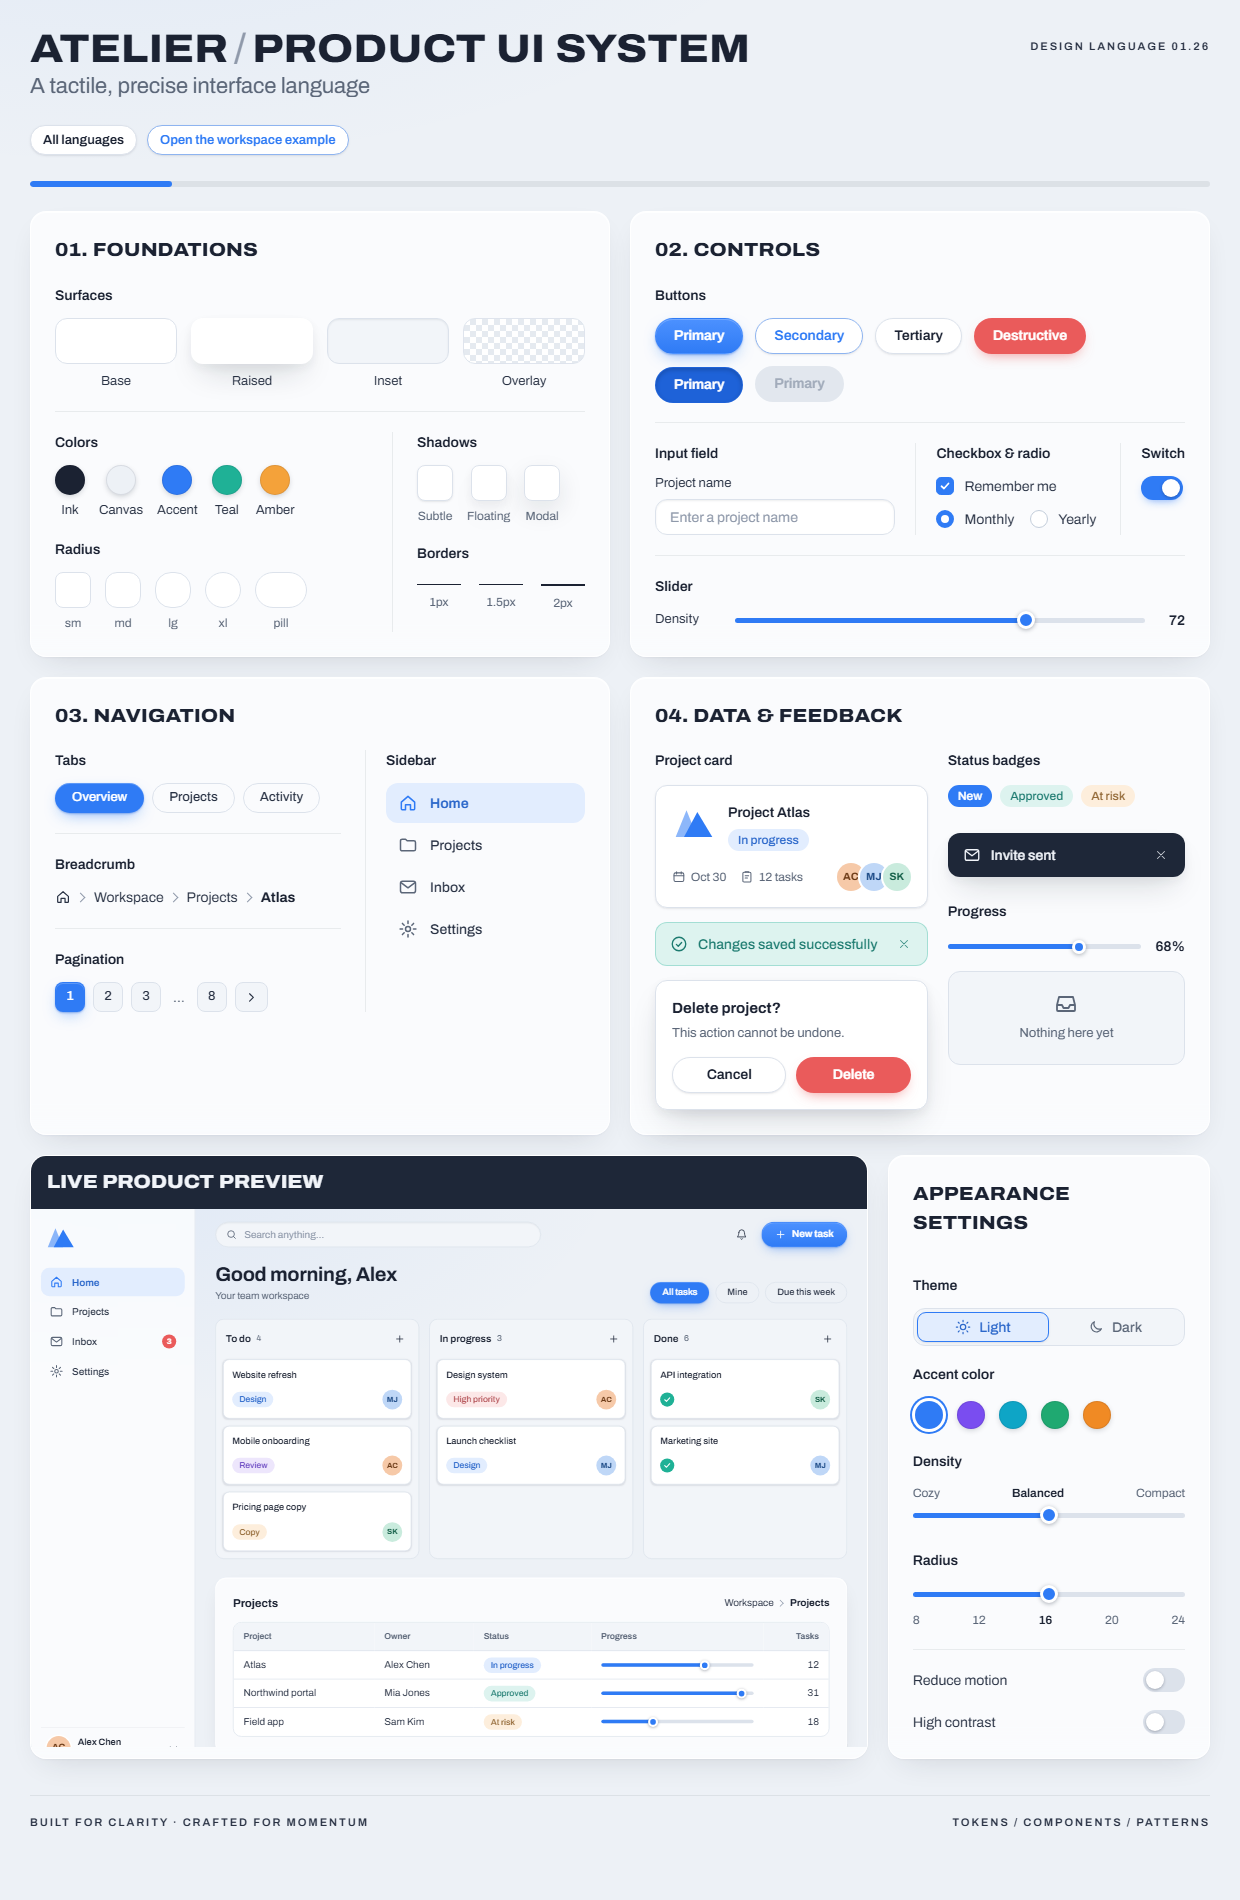 ATELIER / PRODUCT UI SYSTEM
DESIGN LANGUAGE 01.26
A tactile, precise interface language
All languages
Open the workspace example
01. FOUNDATIONS
Surfaces
Base Raised Inset Overlay
Colors
Ink Canvas Accent Teal Amber
Radius
sm md lg xl pill
Shadows
Subtle Floating Modal
Borders
1px 1.5px 2px
02. CONTROLS
Buttons
Primary Secondary Tertiary Destructive
Primary Primary
Input field
Project name
Enter a project name
Checkbox & radio
Remember me
Monthly Yearly
Switch
Slider
Density 72
03. NAVIGATION
Tabs
Overview Projects Activity
Breadcrumb
Workspace Projects Atlas
Pagination
1 2 3 ... 8
Sidebar
Home
Projects
Inbox
Settings
04. DATA & FEEDBACK
Project card
Project Atlas
In progress
Oct 30 12 tasks AC MJ SK
Changes saved successfully
Delete project?
This action cannot be undone.
Cancel Delete
Status badges
New Approved At risk
Invite sent
Progress
68%
Nothing here yet
LIVE PRODUCT PREVIEW
Home
Projects
Inbox 3
Settings
Alex Chen
Search anything...
New task
Good morning, Alex
Your team workspace
All tasks Mine Due this week
To do 4
Website refresh
Design MJ
Mobile onboarding
Review AC
Pricing page copy
Copy SK
In progress 3
Design system
High priority AC
Launch checklist
Design MJ
Done 6
API integration
SK
Marketing site
MJ
Projects
Workspace Projects
Project Owner Status Progress Tasks
Atlas Alex Chen In progress 12
Northwind portal Mia Jones Approved 31
Field app Sam Kim At risk 18
APPEARANCE
SETTINGS
Theme
Light Dark
Accent color
Density
Cozy Balanced Compact
Radius
8 12 16 20 24
Reduce motion
High contrast
BUILT FOR CLARITY · CRAFTED FOR MOMENTUM
TOKENS / COMPONENTS / PATTERNS